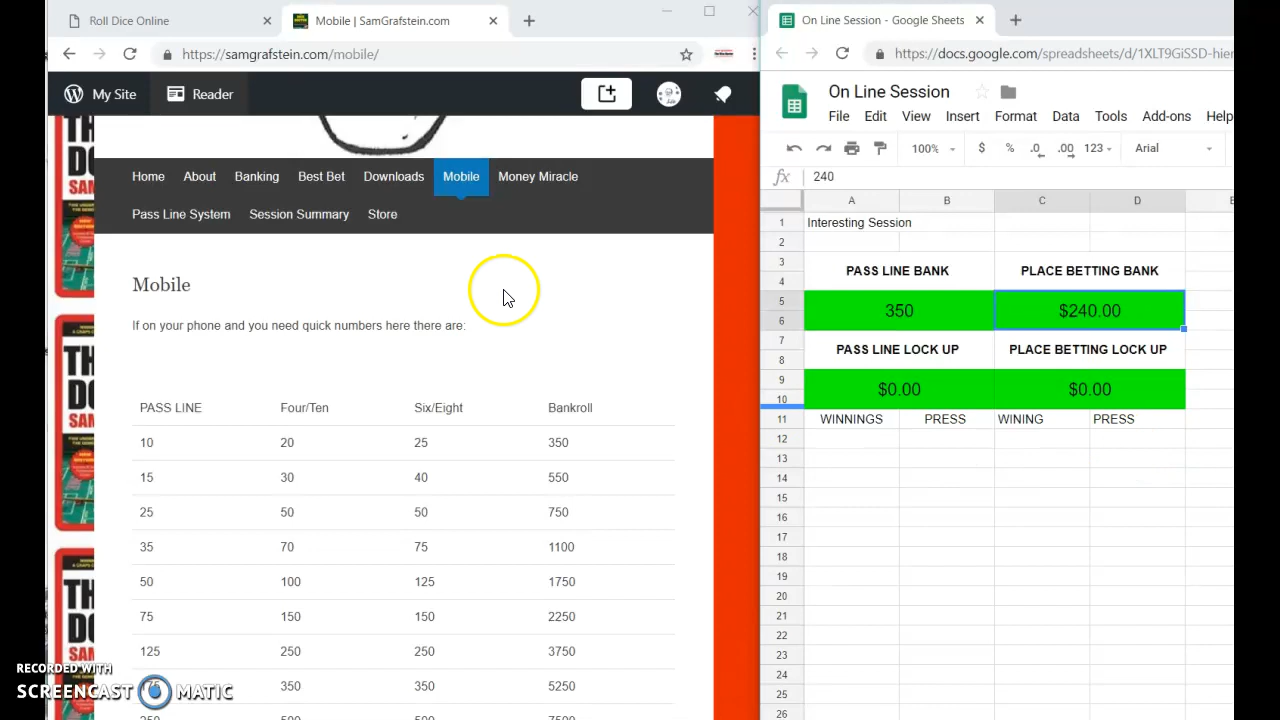 Roll Dice Online
Mobile | SamGrafstein.com
https://samgrafstein.com/mobile/
My Site
Reader
Home About Banking Best Bet Downloads Mobile Money Miracle
Pass Line System Session Summary Store
Mobile
If on your phone and you need quick numbers here there are:
PASS LINE Four/Ten Six/Eight Bankroll
10 20 25 350
15 30 40 550
25 50 50 750
35 70 75 1100
50 100 125 1750
75 150 150 2250
125 250 250 3750
350 350 5250
RECORDED WITH
SCREENCAST MATIC
On Line Session - Google Sheets
https://docs.google.com/spreadsheets/d/1XLT9GiSSD-hier
On Line Session
File Edit View Insert Format Data Tools Add-ons Help
100% $ % .0 .00 123 Arial
fx 240
A B C D
1 Interesting Session
2
3
PASS LINE BANK PLACE BETTING BANK
4
5
350 $240.00
6
7
PASS LINE LOCK UP PLACE BETTING LOCK UP
8
9
$0.00 $0.00
10
11 WINNINGS PRESS WINING PRESS
12
13
14
15
16
17
18
19
20
21
22
23
24
25
26